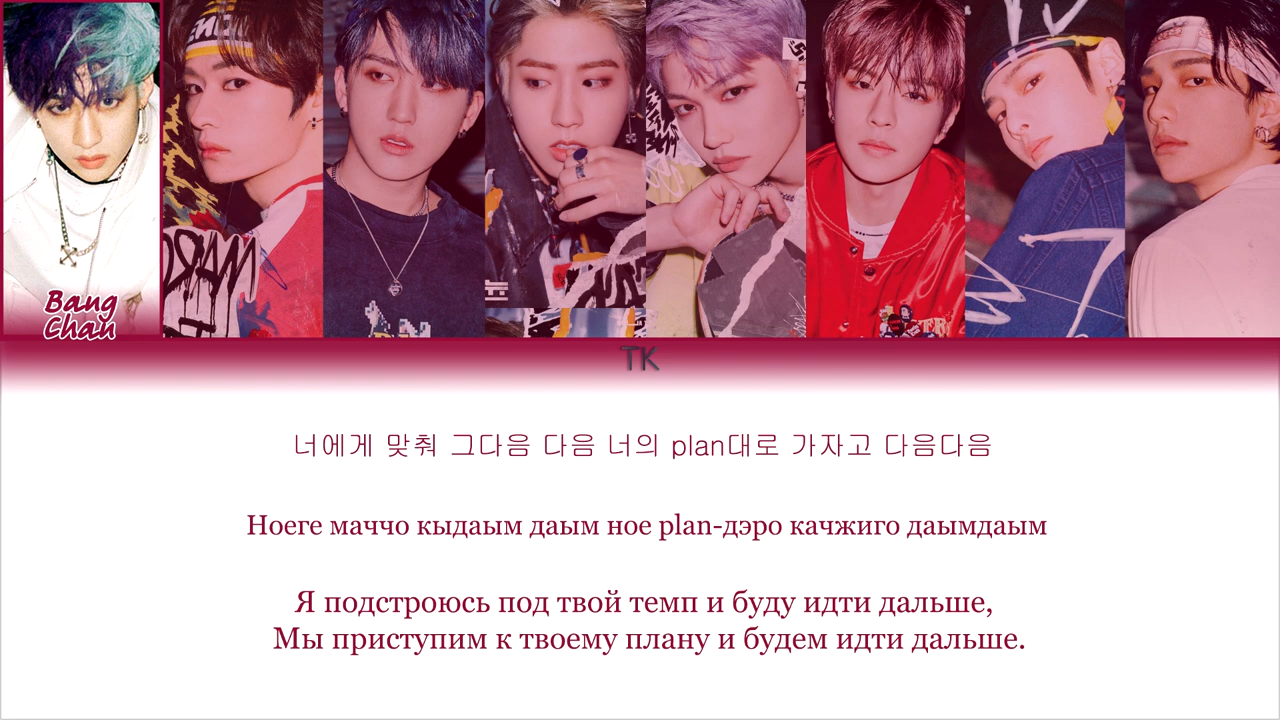 Bang
Chan
TK
너에게 맞춰 그다음 다음 너의 plan대로 가자고 다음다음
Ноеге маччо кыдаым даым ное plan-дэро качжиго даымдаым
Я подстроюсь под твой темп и буду идти дальше,
Мы приступим к твоему плану и будем идти дальше.